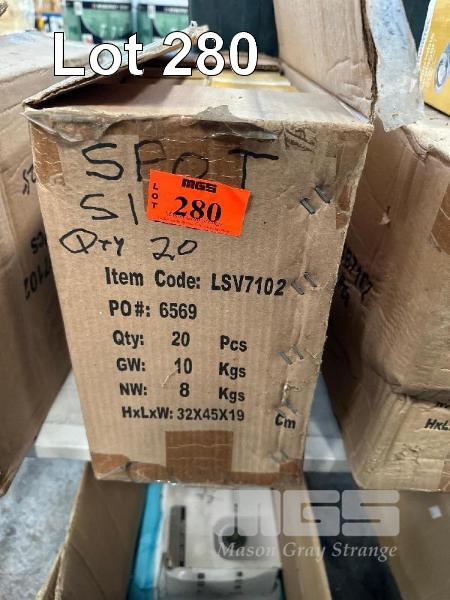 Lot 280
SPOT
MGS
LOT
280
Qty 20
Item Code: LSV7102
PO#: 6569
Qty: 20 Pcs
GW: 10 Kgs
NW: 8 Kgs
HxLxW: 32X45X19 Cm
HxL
MGS
Mason Gray Strange